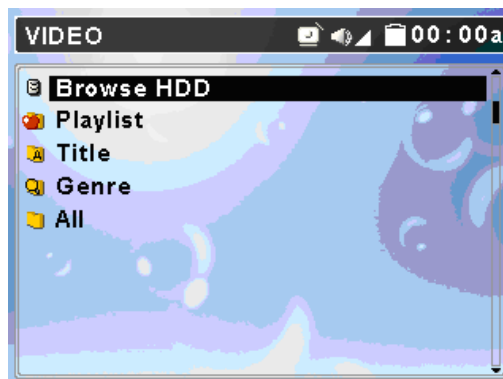 VIDEO 00:00a
Browse HDD
Playlist
Title
Genre
All